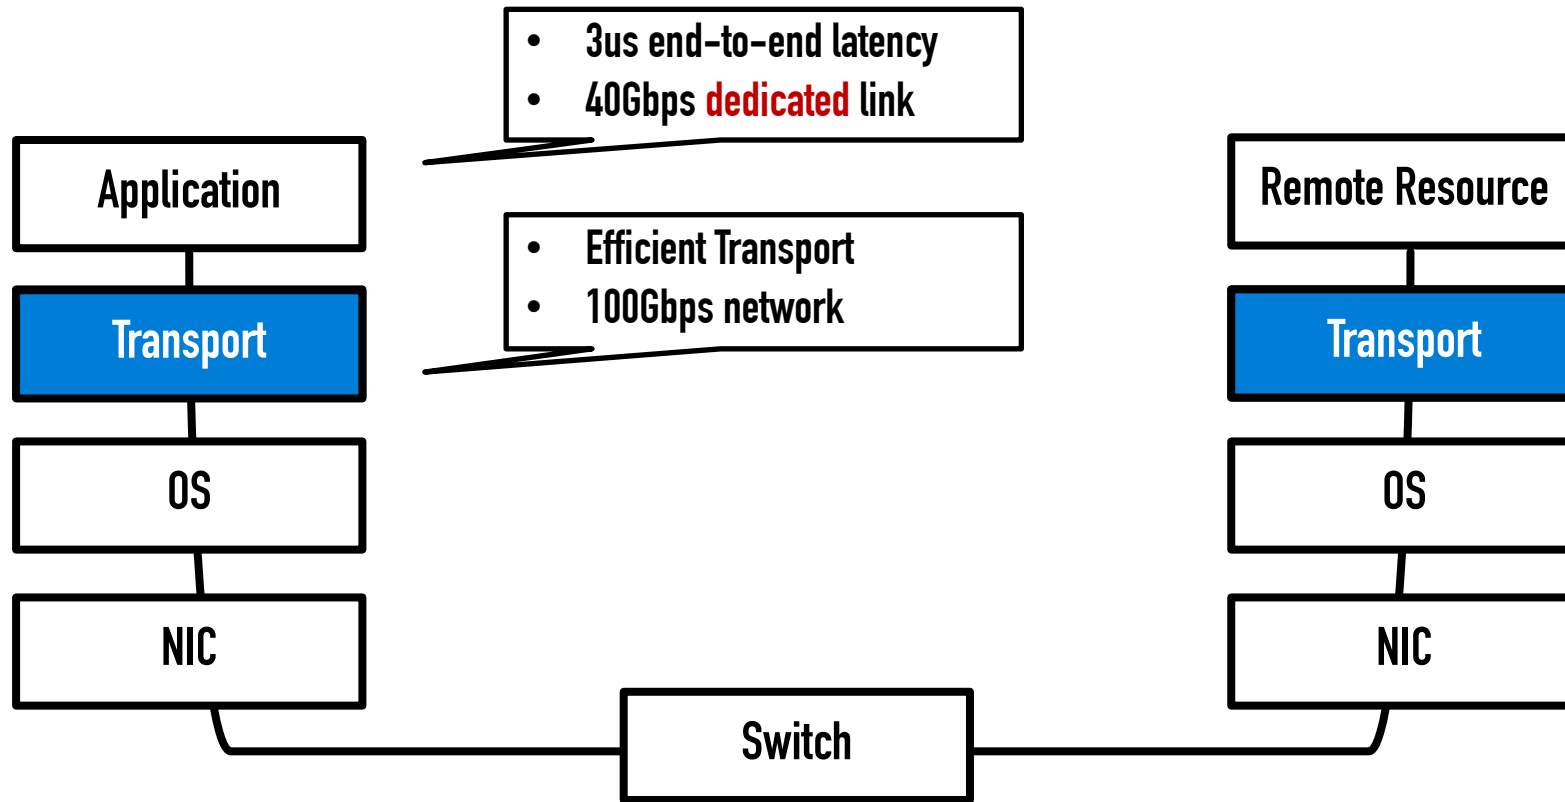 • 3us end-to-end latency
• 40Gbps dedicated link
Application
Remote Resource
• Efficient Transport
• 100Gbps network
Transport
Transport
OS
OS
NIC
NIC
Switch